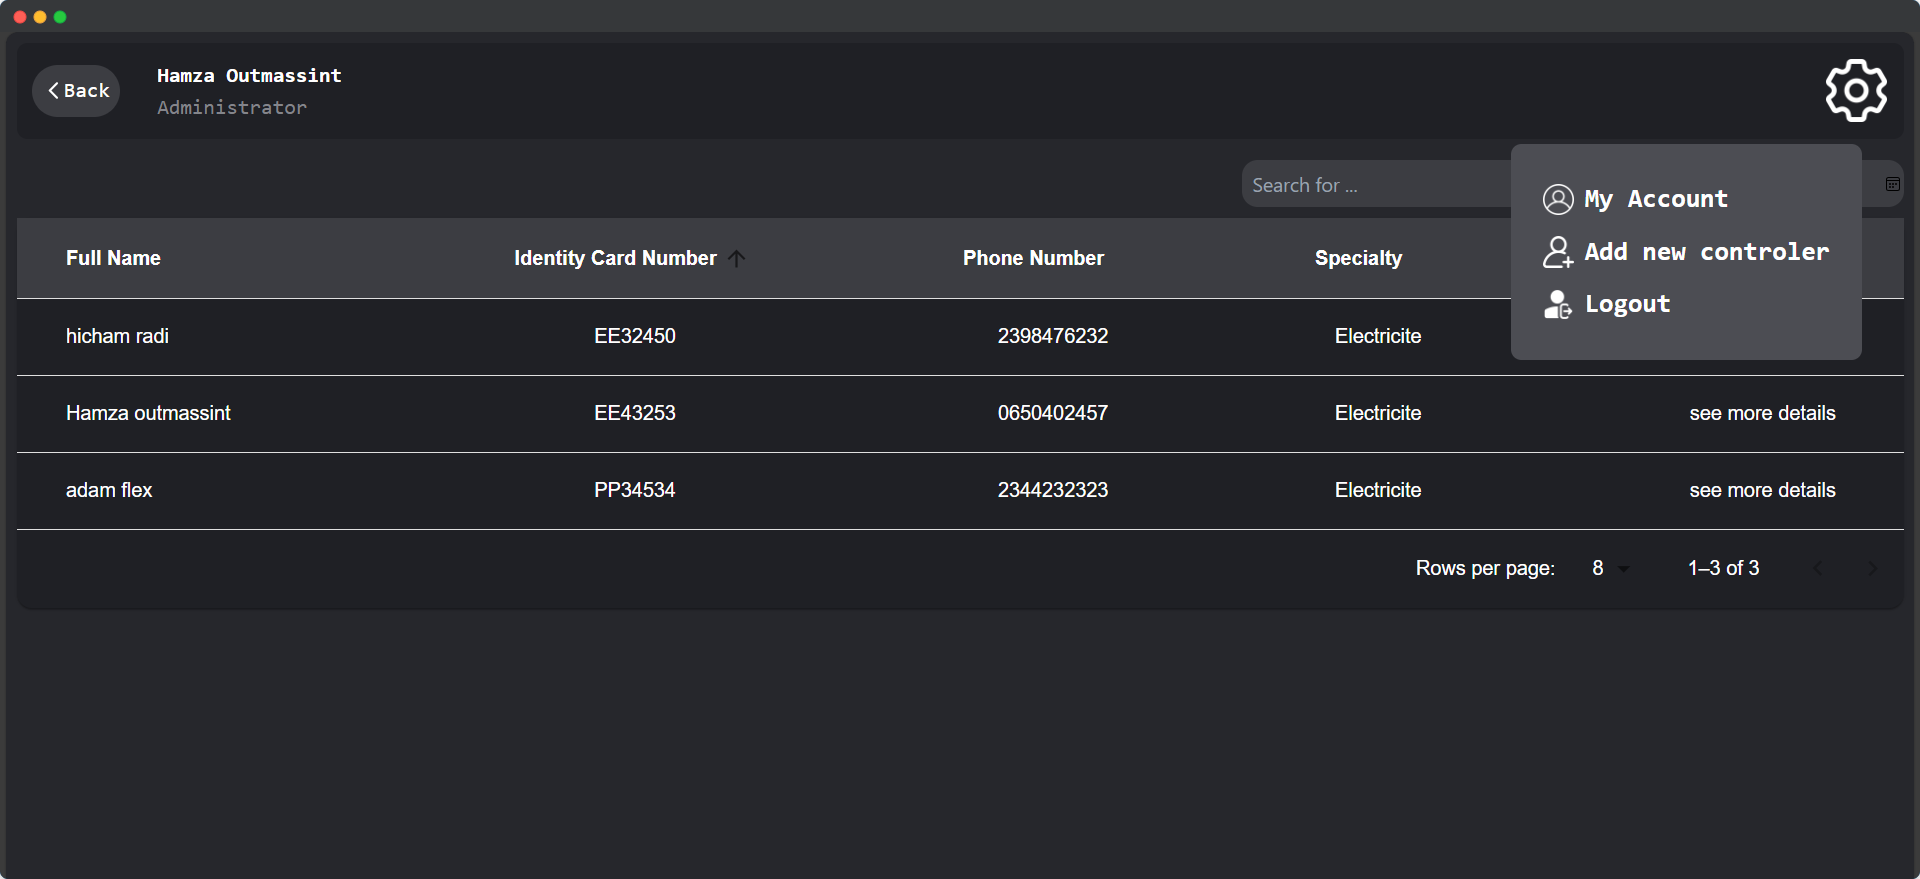 Back
Hamza Outmassint
Administrator
Search for ...
My Account
Add new controler
Logout
Full Name Identity Card Number Phone Number Specialty
hicham radi EE32450 2398476232 Electricite
Hamza outmassint EE43253 0650402457 Electricite see more details
adam flex PP34534 2344232323 Electricite see more details
Rows per page: 8 1–3 of 3